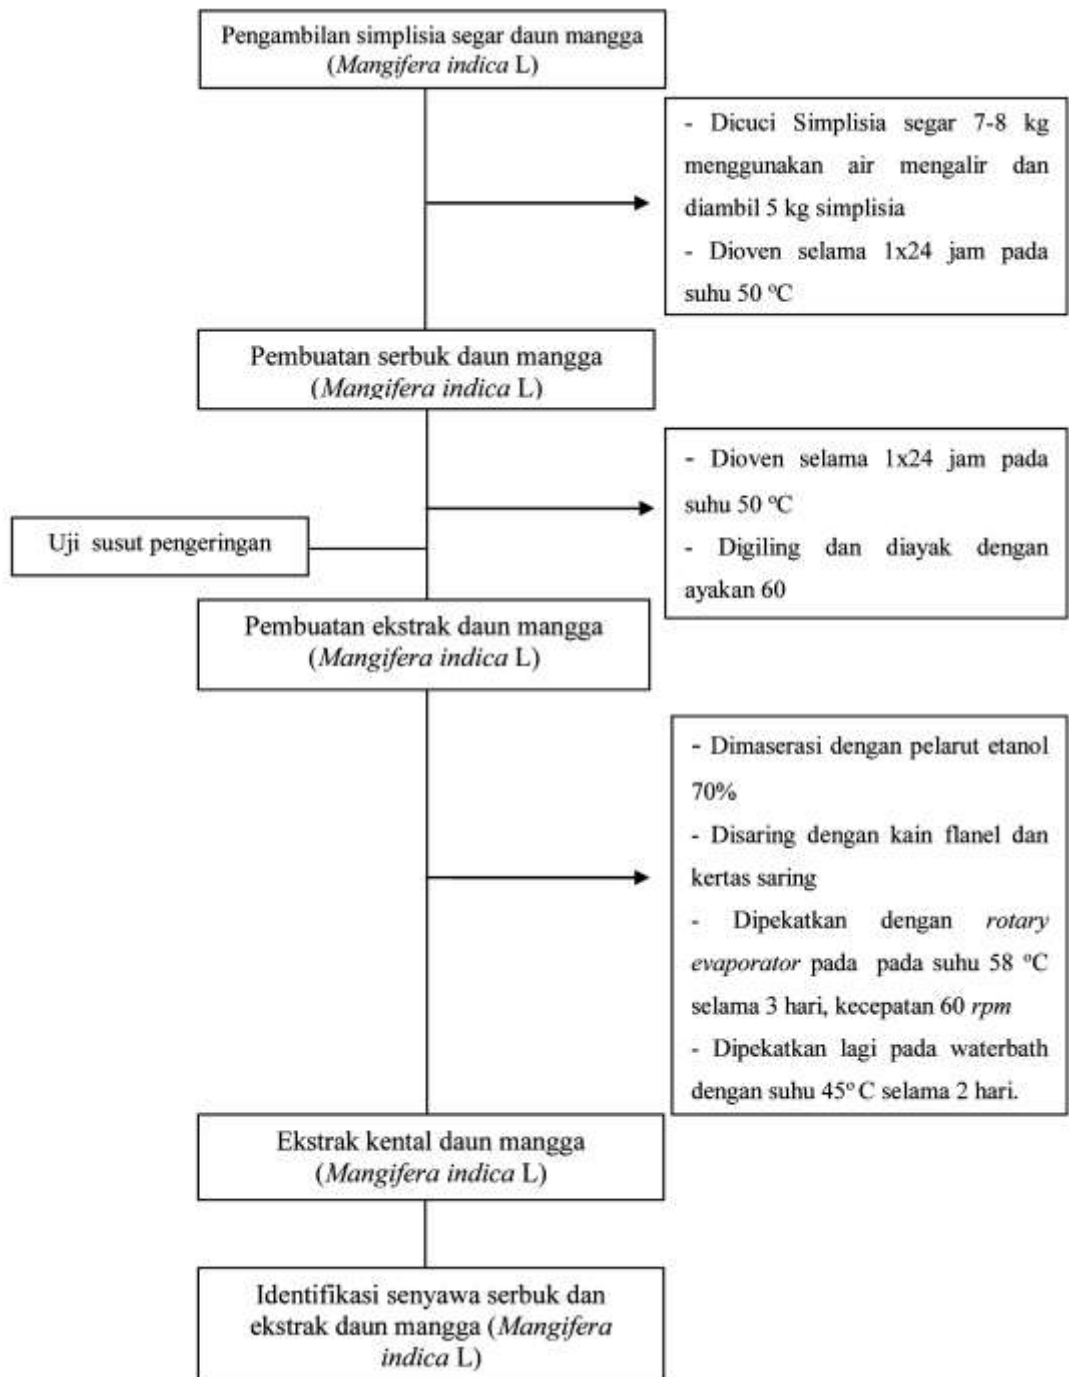 Pengambilan simplisia segar daun mangga
(Mangifera indica L)
- Dicuci Simplisia segar 7-8 kg
menggunakan air mengalir dan
diambil 5 kg simplisia
- Dioven selama 1x24 jam pada
suhu 50 ºC
Pembuatan serbuk daun mangga
(Mangifera indica L)
- Dioven selama 1x24 jam pada
suhu 50 ºC
- Digiling dan diayak dengan
ayakan 60
Uji susut pengeringan
Pembuatan ekstrak daun mangga
(Mangifera indica L)
- Dimaserasi dengan pelarut etanol
70%
- Disaring dengan kain flanel dan
kertas saring
- Dipekatkan dengan rotary
evaporator pada pada suhu 58 ºC
selama 3 hari, kecepatan 60 rpm
- Dipekatkan lagi pada waterbath
dengan suhu 45º C selama 2 hari.
Ekstrak kental daun mangga
(Mangifera indica L)
Identifikasi senyawa serbuk dan
ekstrak daun mangga (Mangifera
indica L)